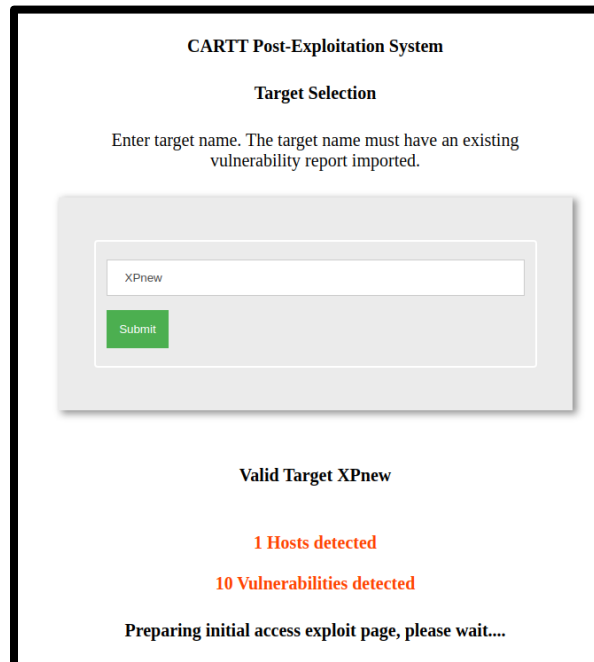 CARTT Post-Exploitation System
Target Selection
Enter target name. The target name must have an existing
vulnerability report imported.
XPnew
Submit
Valid Target XPnew
1 Hosts detected
10 Vulnerabilities detected
Preparing initial access exploit page, please wait....